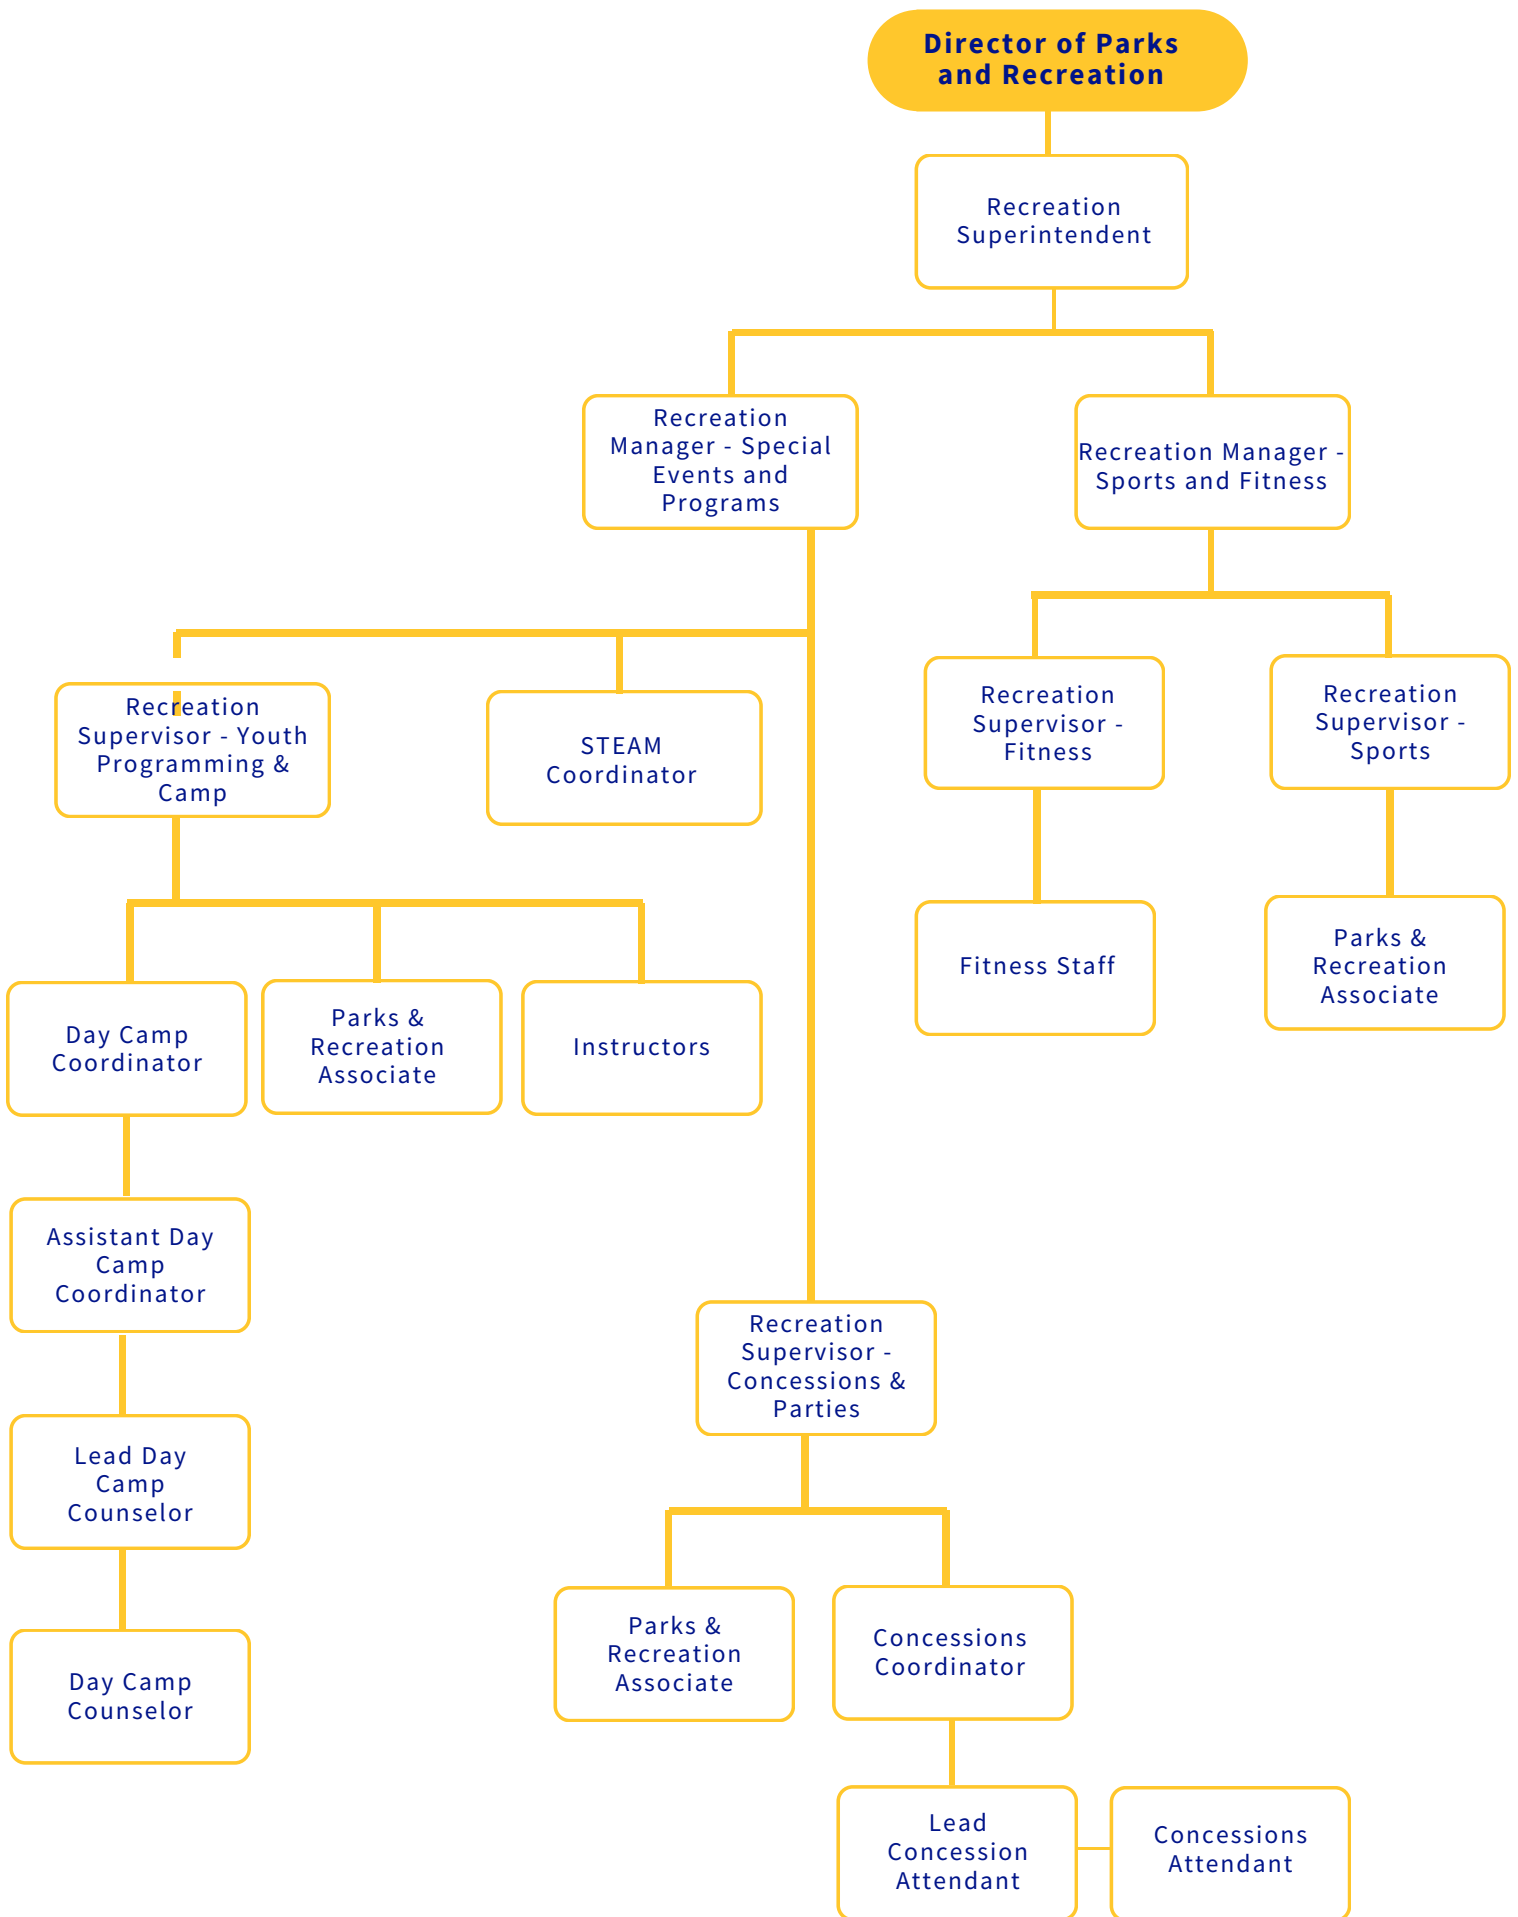 Director of Parks
and Recreation
Recreation
Superintendent
Recreation
Manager - Special
Events and
Programs
Recreation Manager -
Sports and Fitness
Recreation
Supervisor - Youth
Programming &
Camp
STEAM
Coordinator
Recreation
Supervisor -
Fitness
Recreation
Supervisor -
Sports
Fitness Staff
Parks &
Recreation
Associate
Day Camp
Coordinator
Parks &
Recreation
Associate
Instructors
Assistant Day
Camp
Coordinator
Recreation
Supervisor -
Concessions &
Parties
Lead Day
Camp
Counselor
Parks &
Recreation
Associate
Concessions
Coordinator
Day Camp
Counselor
Lead
Concession
Attendant
Concessions
Attendant